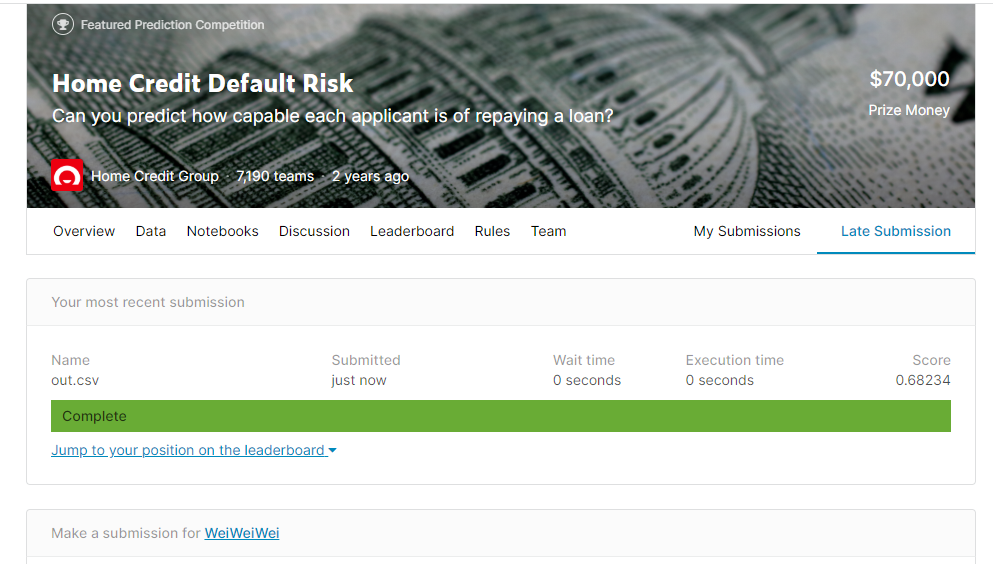 Featured Prediction Competition
Home Credit Default Risk
$70,000
Can you predict how capable each applicant is of repaying a loan?
Prize Money
Home Credit Group · 7,190 teams · 2 years ago
Overview Data Notebooks Discussion Leaderboard Rules Team My Submissions Late Submission
Your most recent submission
Name Submitted Wait time Execution time Score
out.csv just now 0 seconds 0 seconds 0.68234
Complete
Jump to your position on the leaderboard
Make a submission for WeiWeiWei